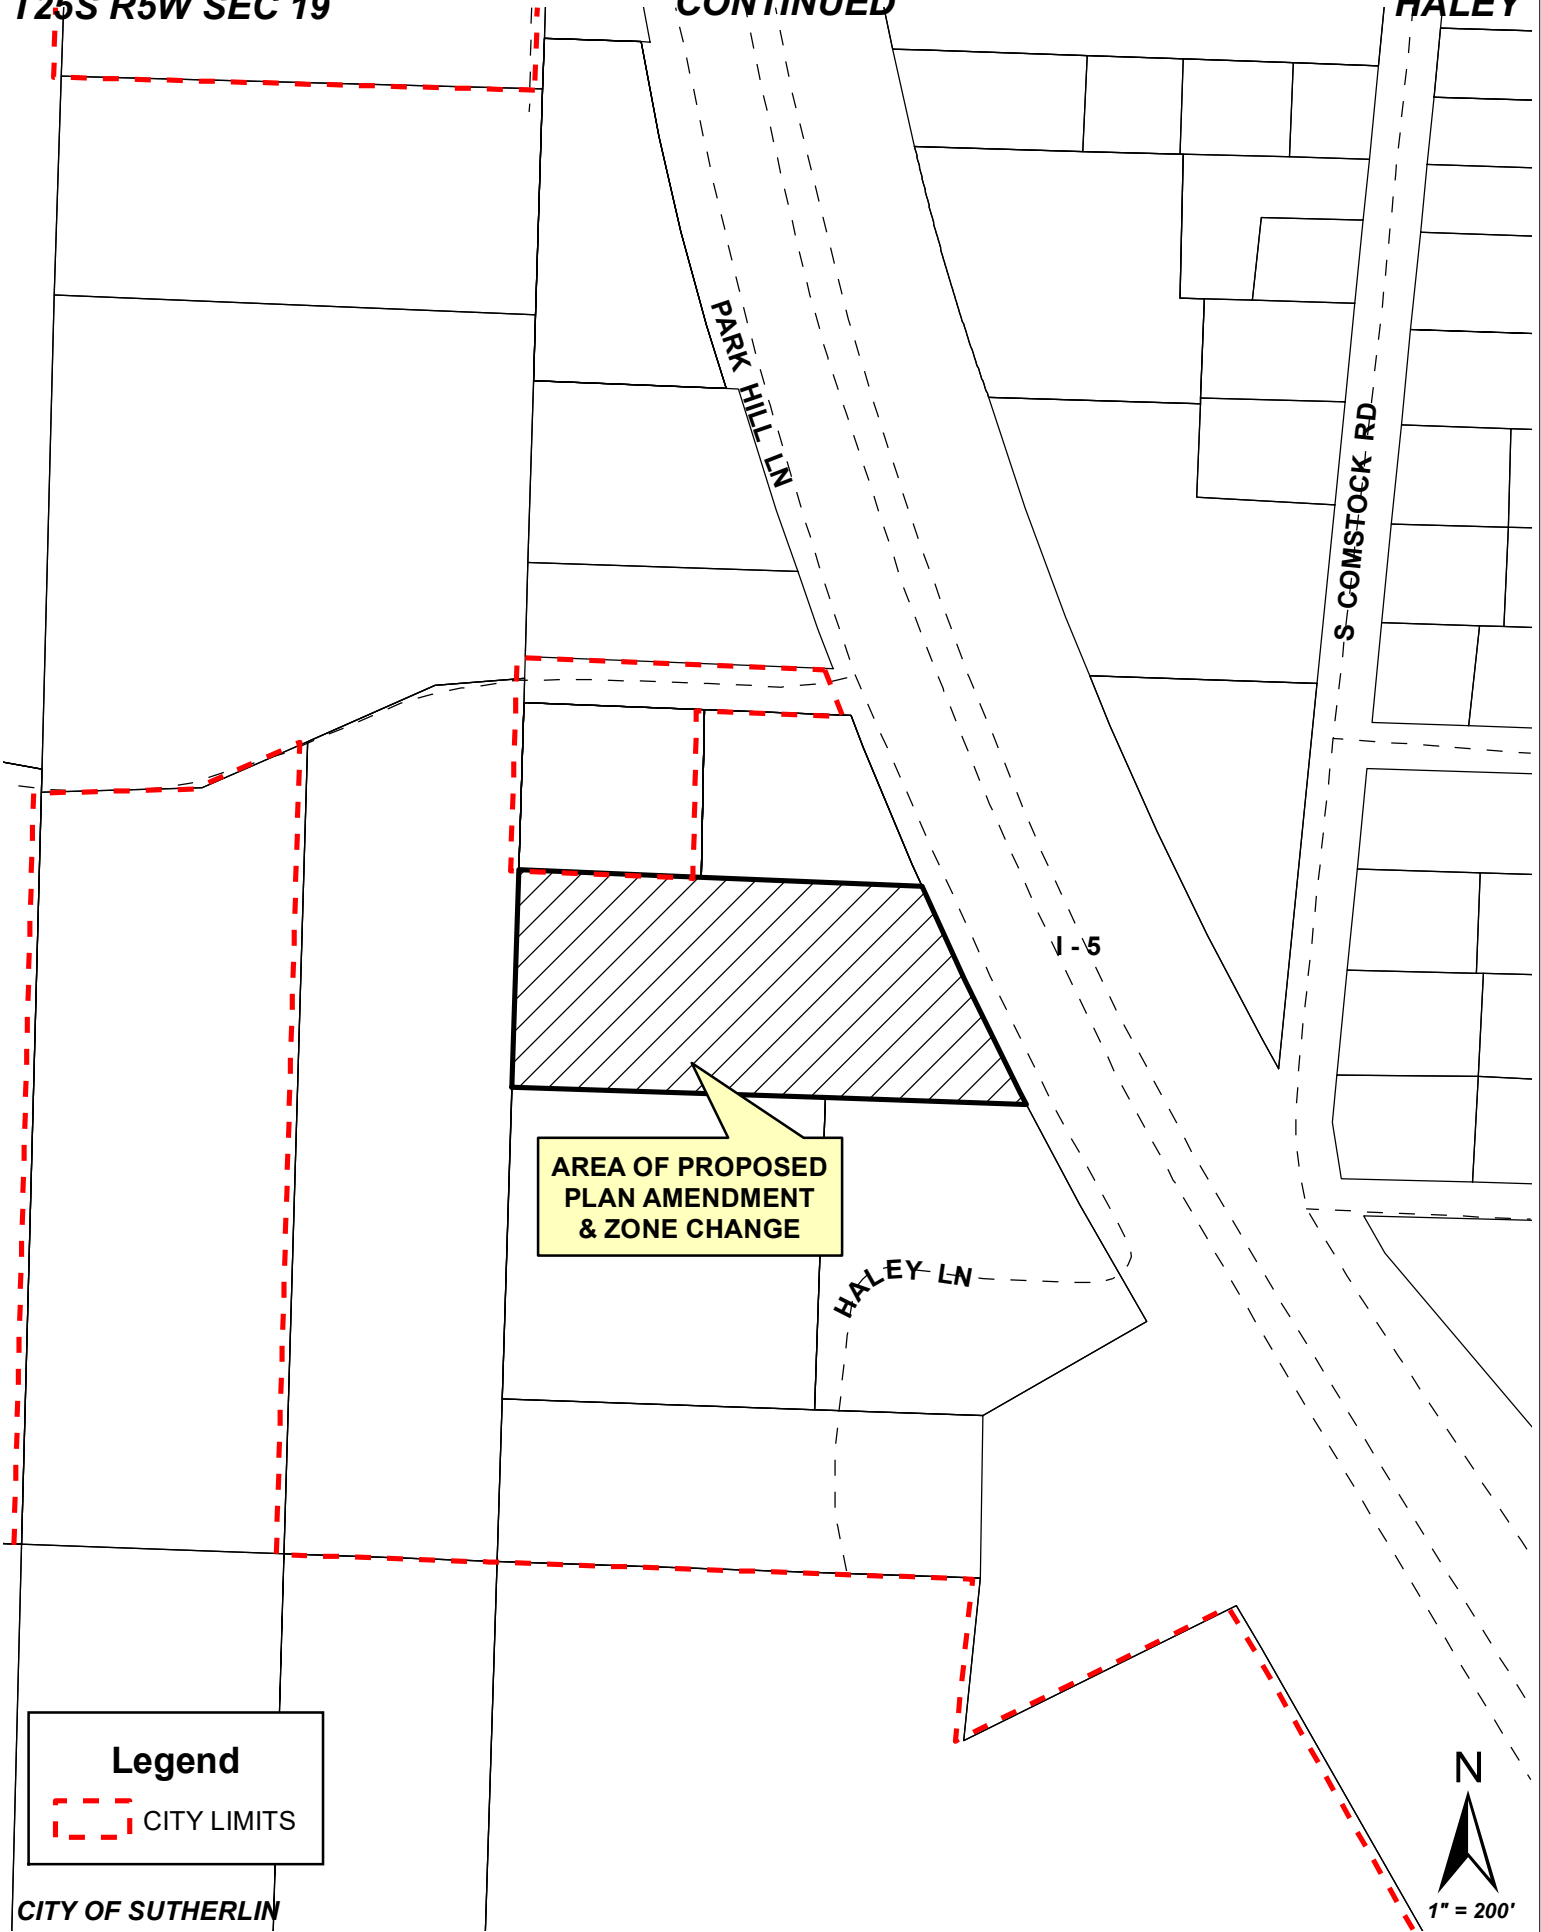 T25S R5W SEC 19
CONTINUED
HALEY
PARK HILL LN
S COMSTOCK RD
I - 5
AREA OF PROPOSED
PLAN AMENDMENT
& ZONE CHANGE
HALEY LN
Legend
CITY LIMITS
N
1" = 200'
CITY OF SUTHERLIN